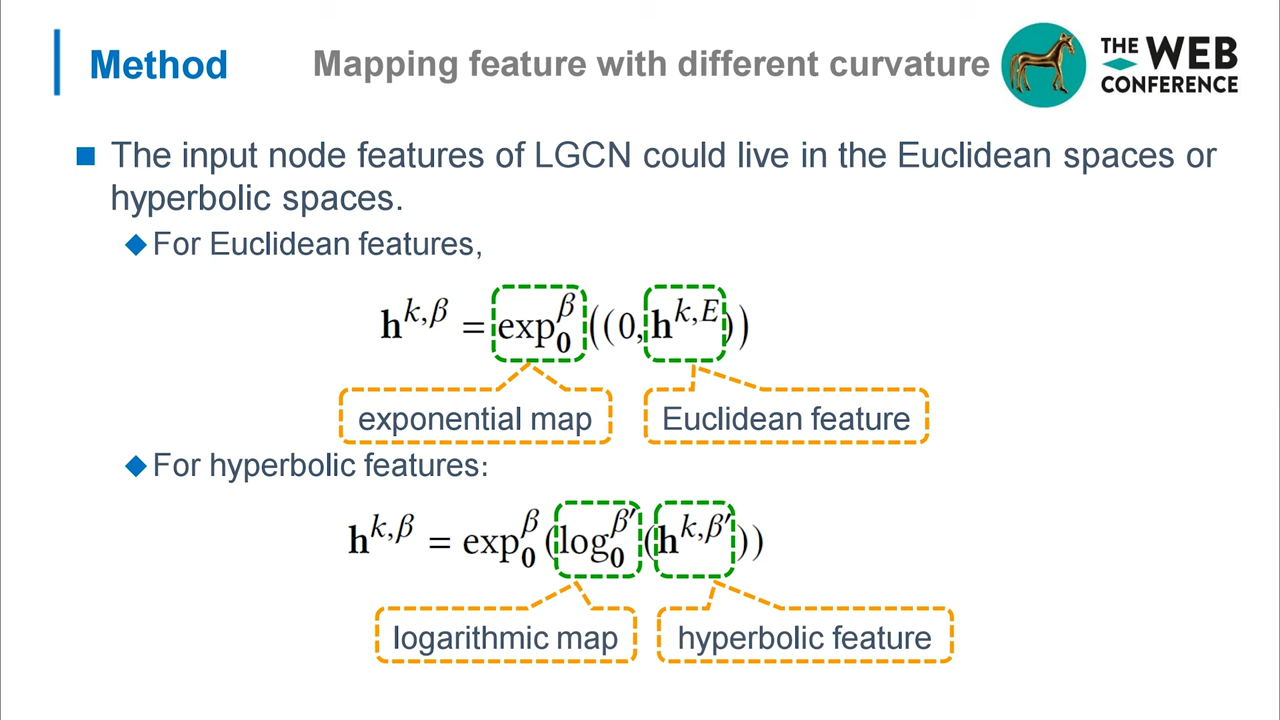 Method
Mapping feature with different curvature
THE WEB
CONFERENCE
■ The input node features of LGCN could live in the Euclidean spaces or
hyperbolic spaces.
◆ For Euclidean features,
𝐡^{k,β} = exp_𝟎^β((0, 𝐡^{k,E}))
exponential map
Euclidean feature
◆ For hyperbolic features:
𝐡^{k,β} = exp_𝟎^β(log_𝟎^{β′}(𝐡^{k,β′}))
logarithmic map
hyperbolic feature